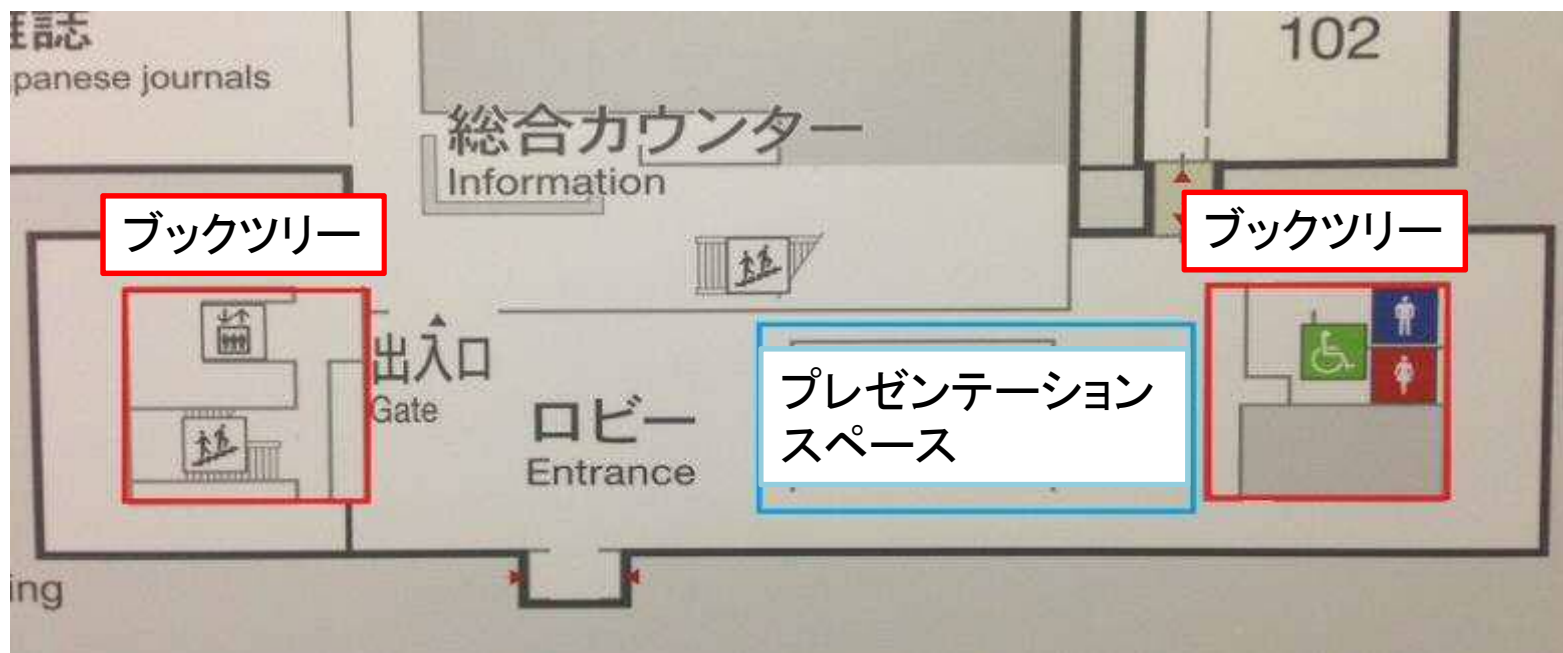 誌
panese journals
102
総合カウンター
Information
ブックツリー
ブックツリー
出入口
Gate
ロビー
Entrance
プレゼンテーション
スペース
ing